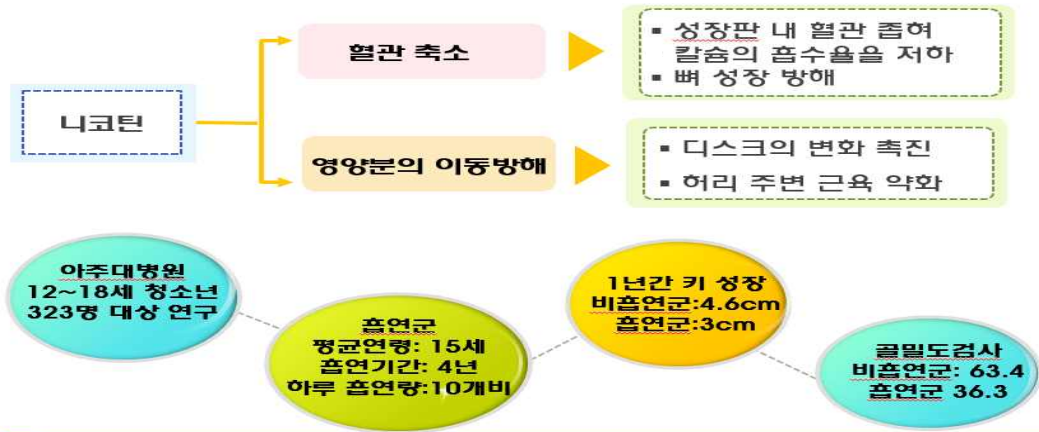 니코틴
혈관 축소
▪ 성장판 내 혈관 좁혀
칼슘의 흡수율을 저하
▪ 뼈 성장 방해
영양분의 이동방해
▪ 디스크의 변화 촉진
▪ 허리 주변 근육 약화
아주대병원
12~18세 청소년
323명 대상 연구
흡연군
평균연령: 15세
흡연기간: 4년
하루 흡연량:10개비
1년간 키 성장
비흡연군:4.6cm
흡연군:3cm
골밀도검사
비흡연군: 63.4
흡연군 36.3